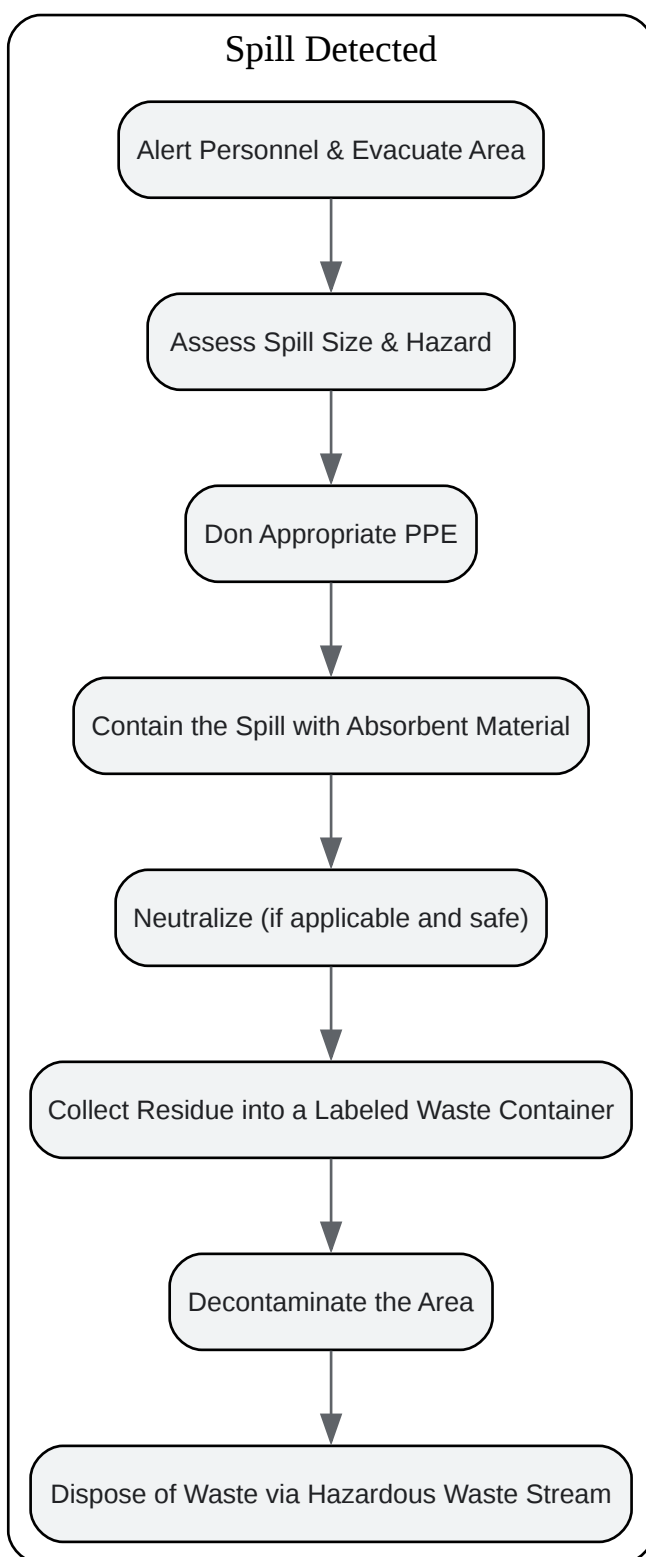 Spill Detected
Alert Personnel & Evacuate Area
Assess Spill Size & Hazard
Don Appropriate PPE
Contain the Spill with Absorbent Material
Neutralize (if applicable and safe)
Collect Residue into a Labeled Waste Container
Decontaminate the Area
Dispose of Waste via Hazardous Waste Stream